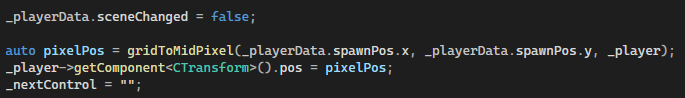 _playerData.sceneChanged = false;
auto pixelPos = gridToMidPixel(_playerData.spawnPos.x, _playerData.spawnPos.y, _player);
_player->getComponent<CTransform>().pos = pixelPos;
_nextControl = "";